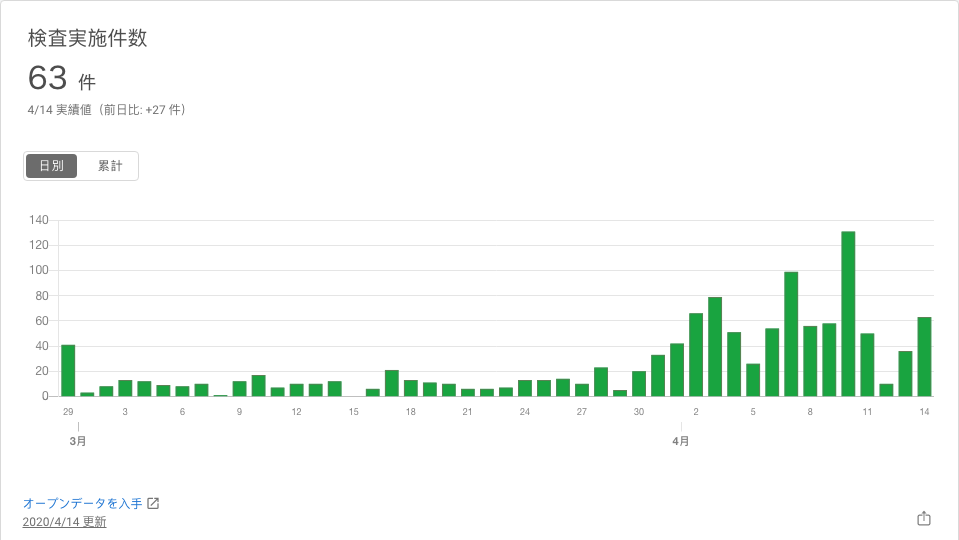 検査実施件数
63 件
4/14 実績値（前日比: +27 件）
日別 累計
140
120
100
80
60
40
20
0
29 3 6 9 12 15 18 21 24 27 30 2 5 8 11 14
3月 4月
オープンデータを入手
2020/4/14 更新